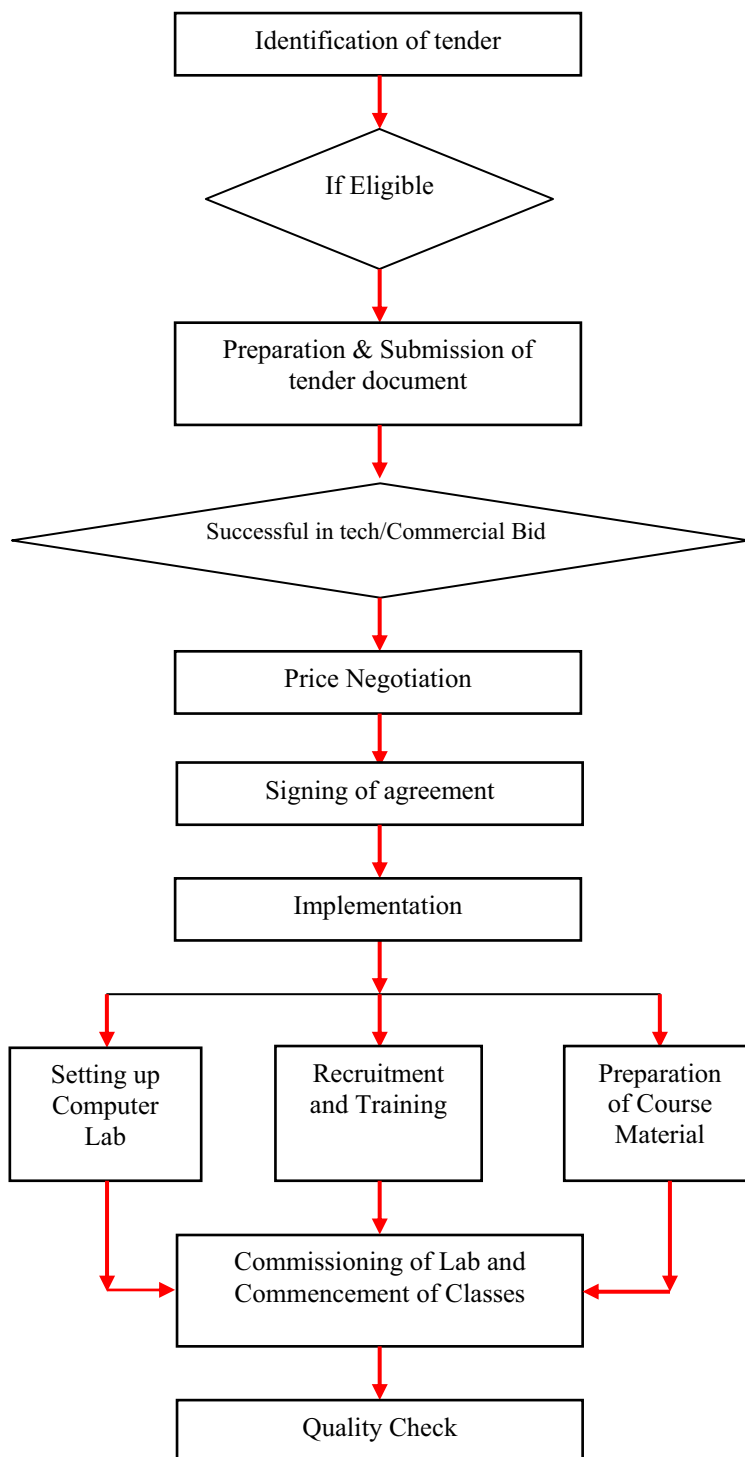 Identification of tender
If Eligible
Preparation & Submission of
tender document
Successful in tech/Commercial Bid
Price Negotiation
Signing of agreement
Implementation
Setting up
Computer
Lab
Recruitment
and Training
Preparation
of Course
Material
Commissioning of Lab and
Commencement of Classes
Quality Check